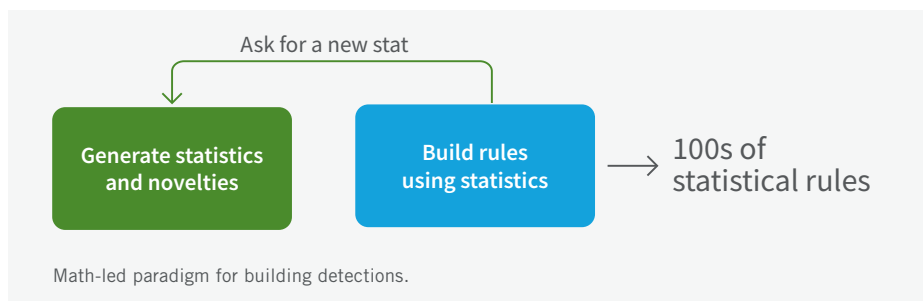 Ask for a new stat
Generate statistics
and novelties
Build rules
using statistics
100s of
statistical rules
Math-led paradigm for building detections.